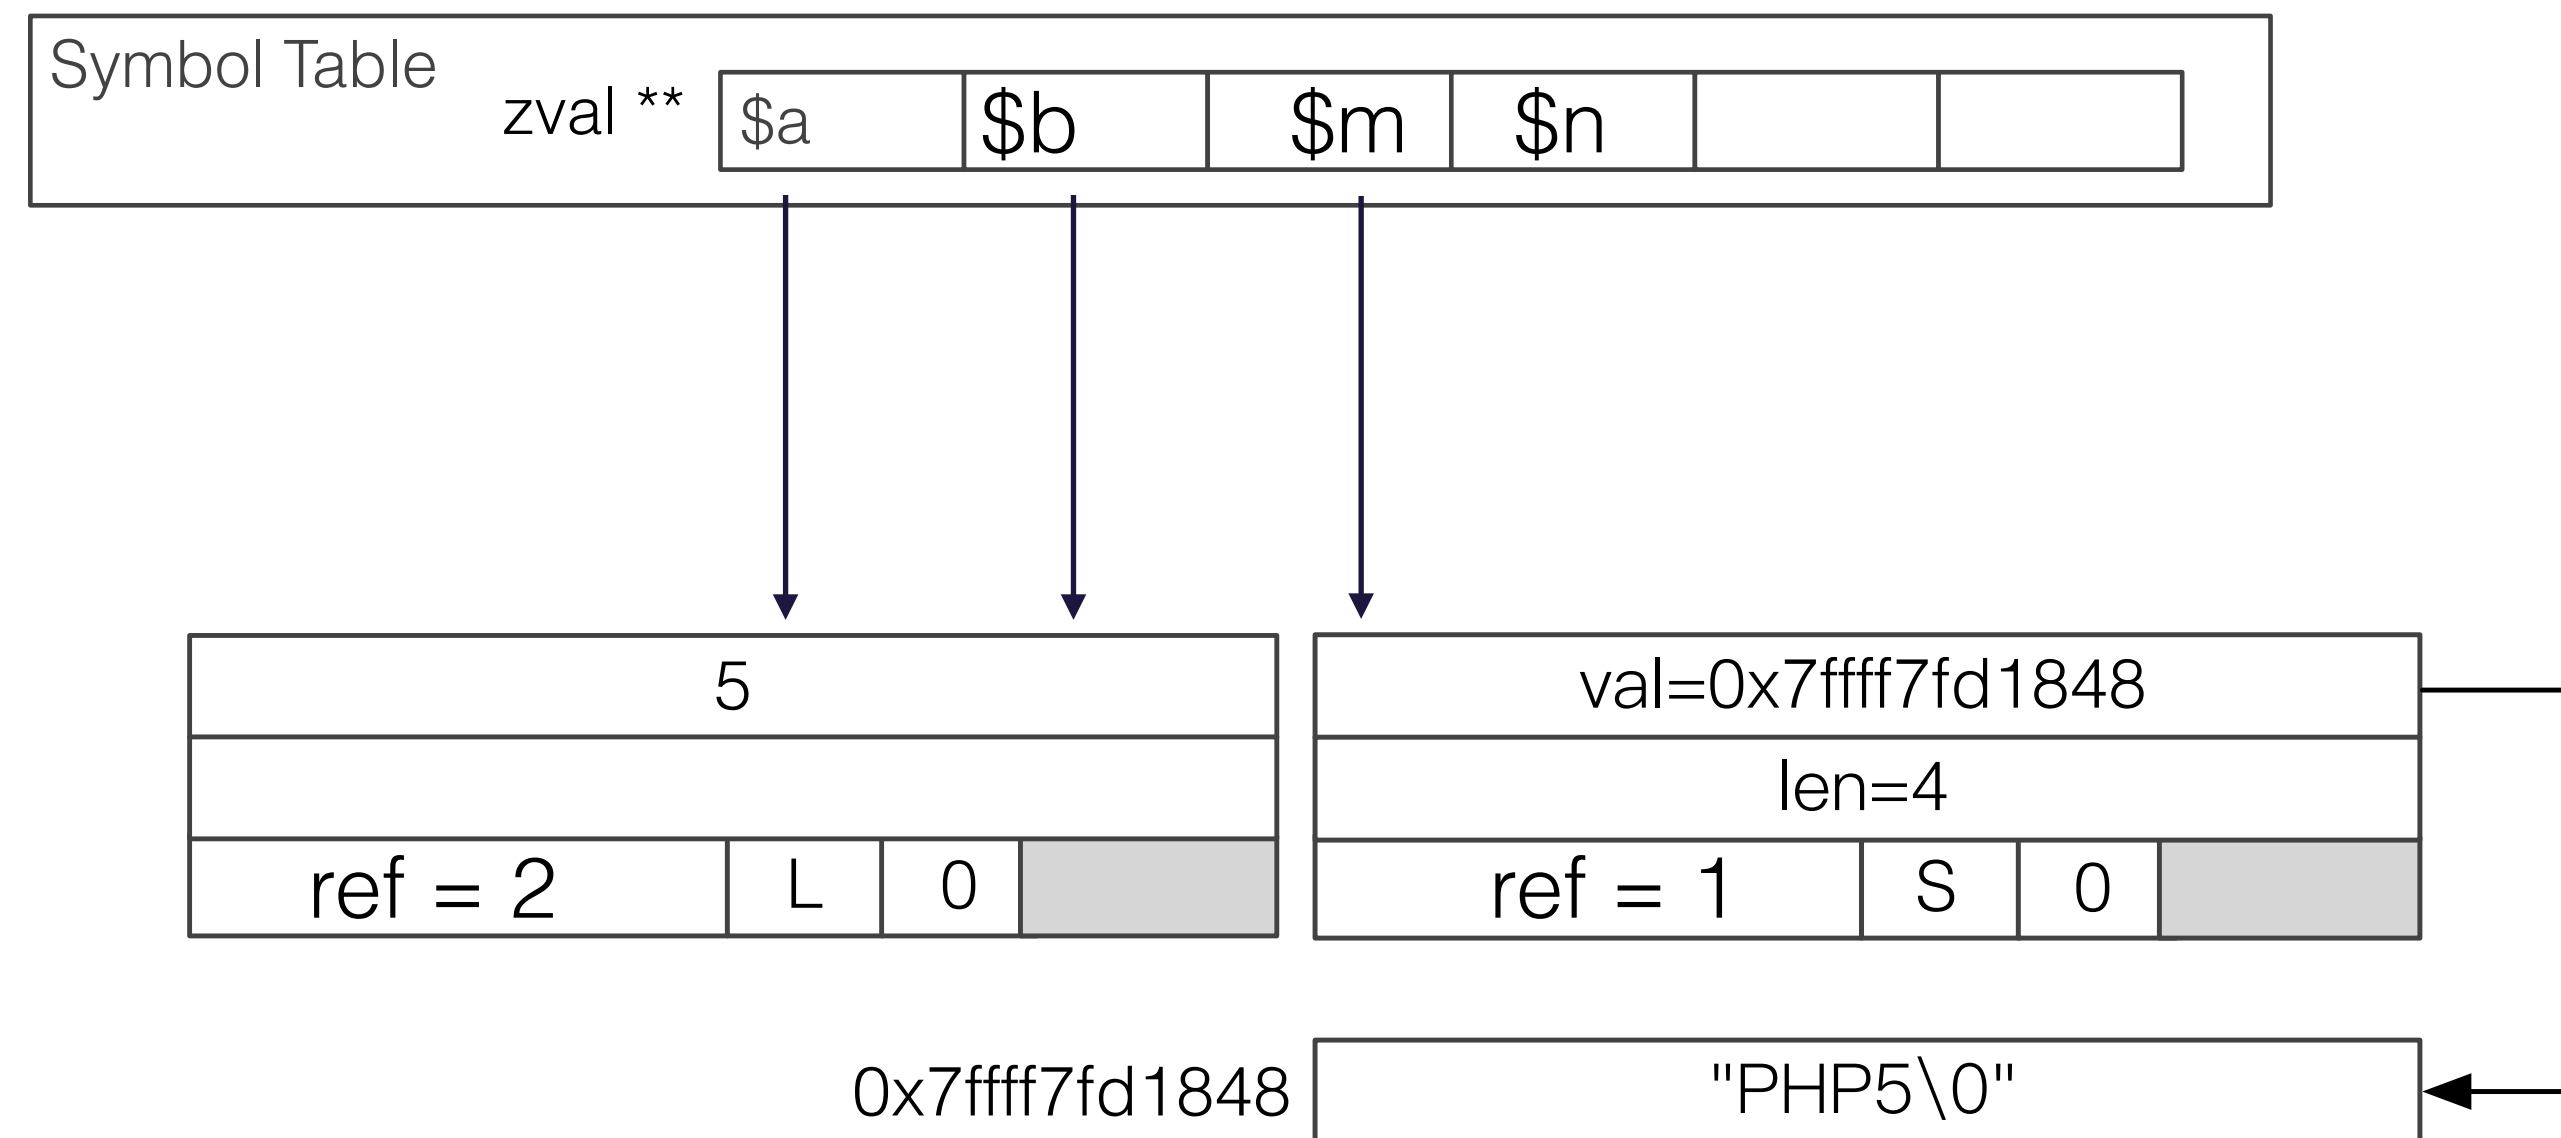 Symbol Table
zval **
$a
$b
$m
$n
5
val=0x7ffff7fd1848
len=4
ref = 2
L
0
ref = 1
S
0
0x7ffff7fd1848
"PHP5\0"